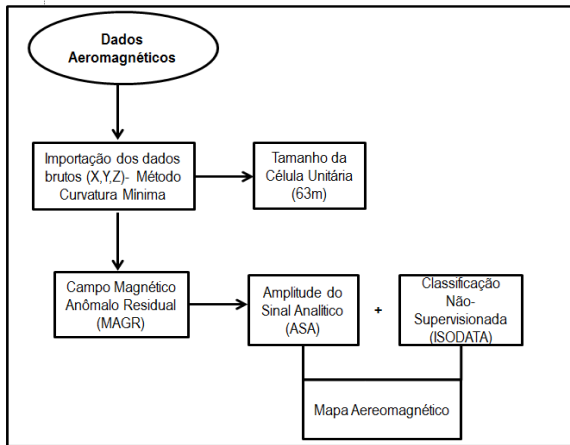 Dados
Aeromagnéticos
Importação dos dados
brutos (X,Y,Z)- Método
Curvatura Mínima
Tamanho da
Célula Unitária
(63m)
Campo Magnético
Anômalo Residual
(MAGR)
Amplitude do
Sinal Analítico
(ASA)
+
Classificação
Não-
Supervisionada
(ISODATA)
Mapa Aereomagnético